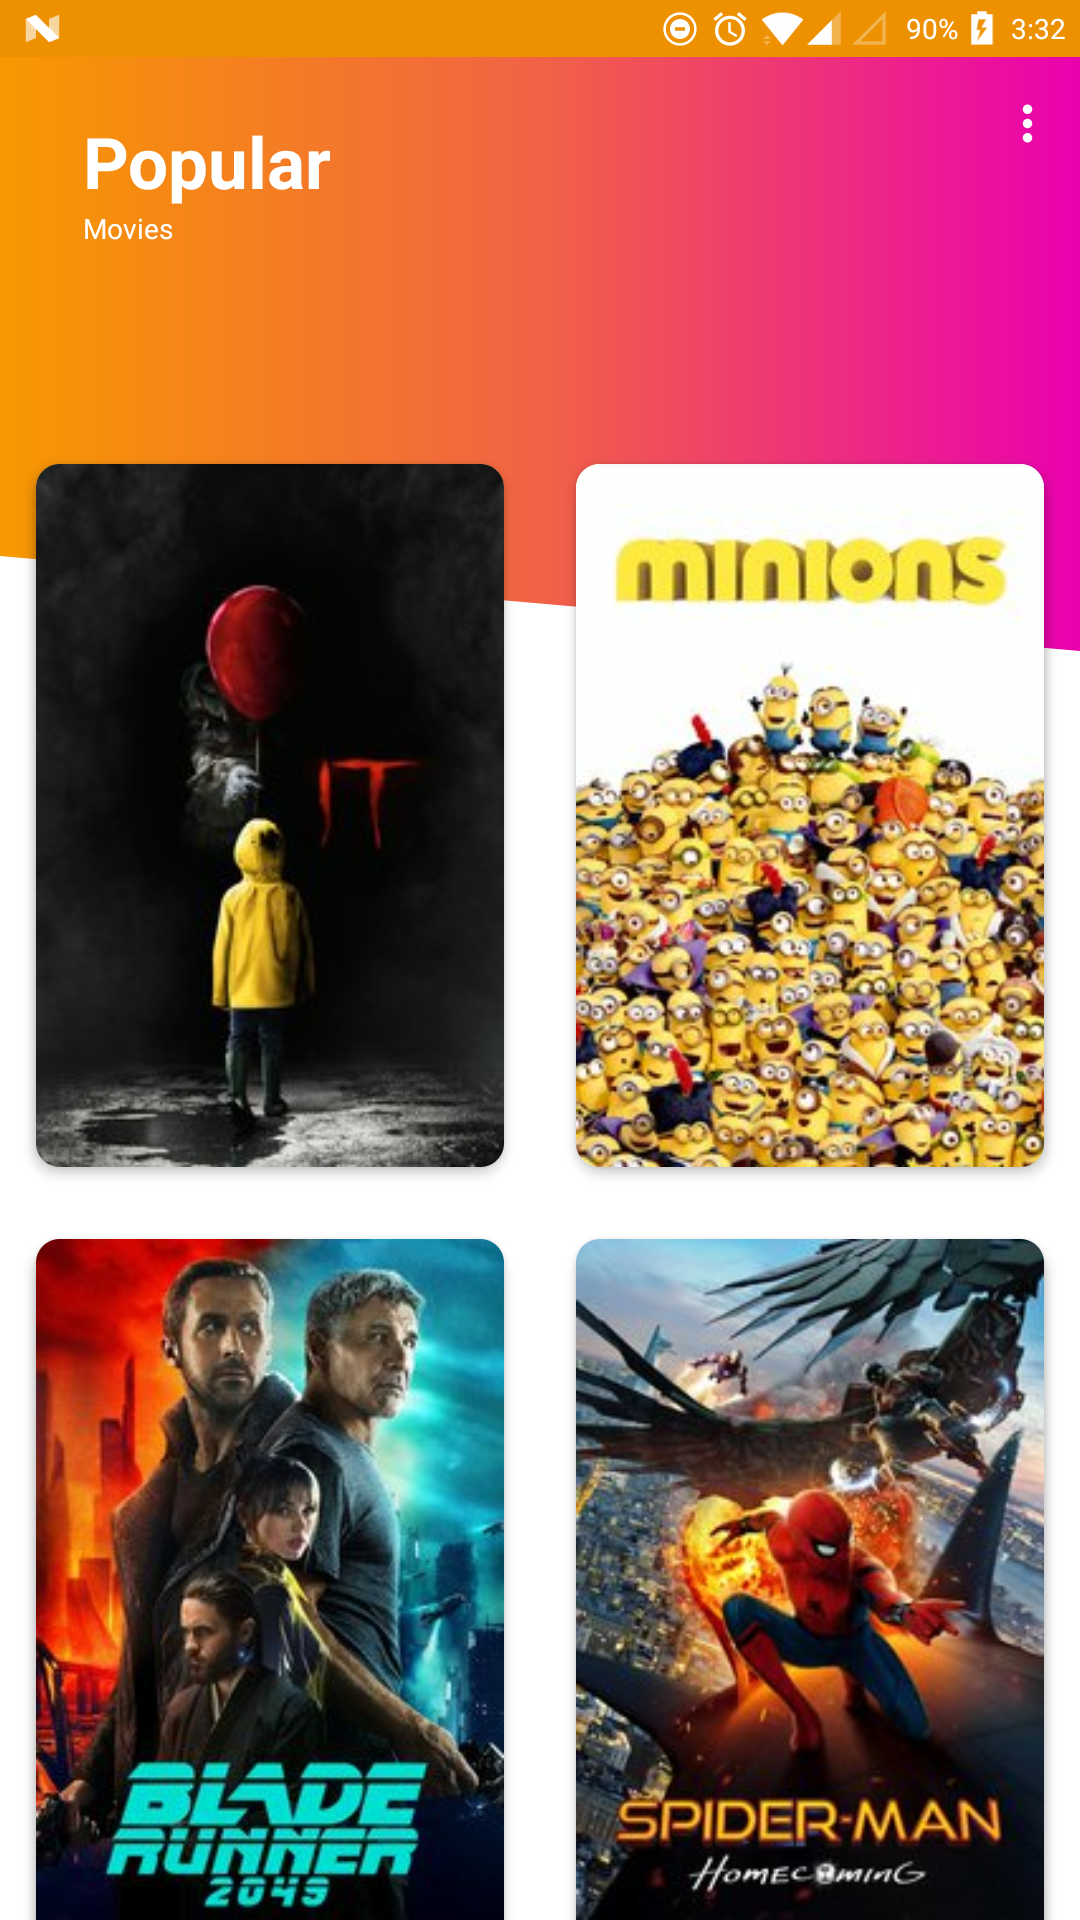 90% 3:32
Popular
Movies
IT
MINIONS
BLADE
RUNNER
2049
SPIDER-MAN
HOMECOMING